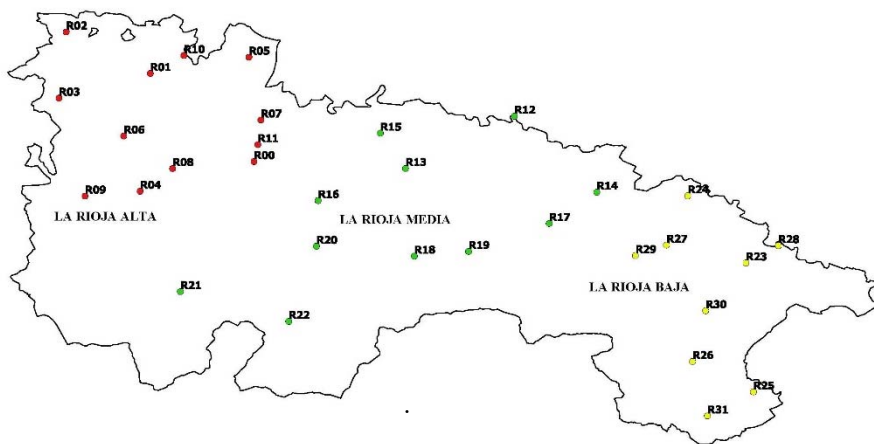 R02
R10
R05
R01
R03
R07
R12
R15
R06
R11
R00
R13
R08
R04
R14
R09
R24
R16
LA RIOJA ALTA
LA RIOJA MEDIA
R17
R20
R27
R28
R18
R19
R29
R23
R21
LA RIOJA BAJA
R30
R22
R26
R25
R31